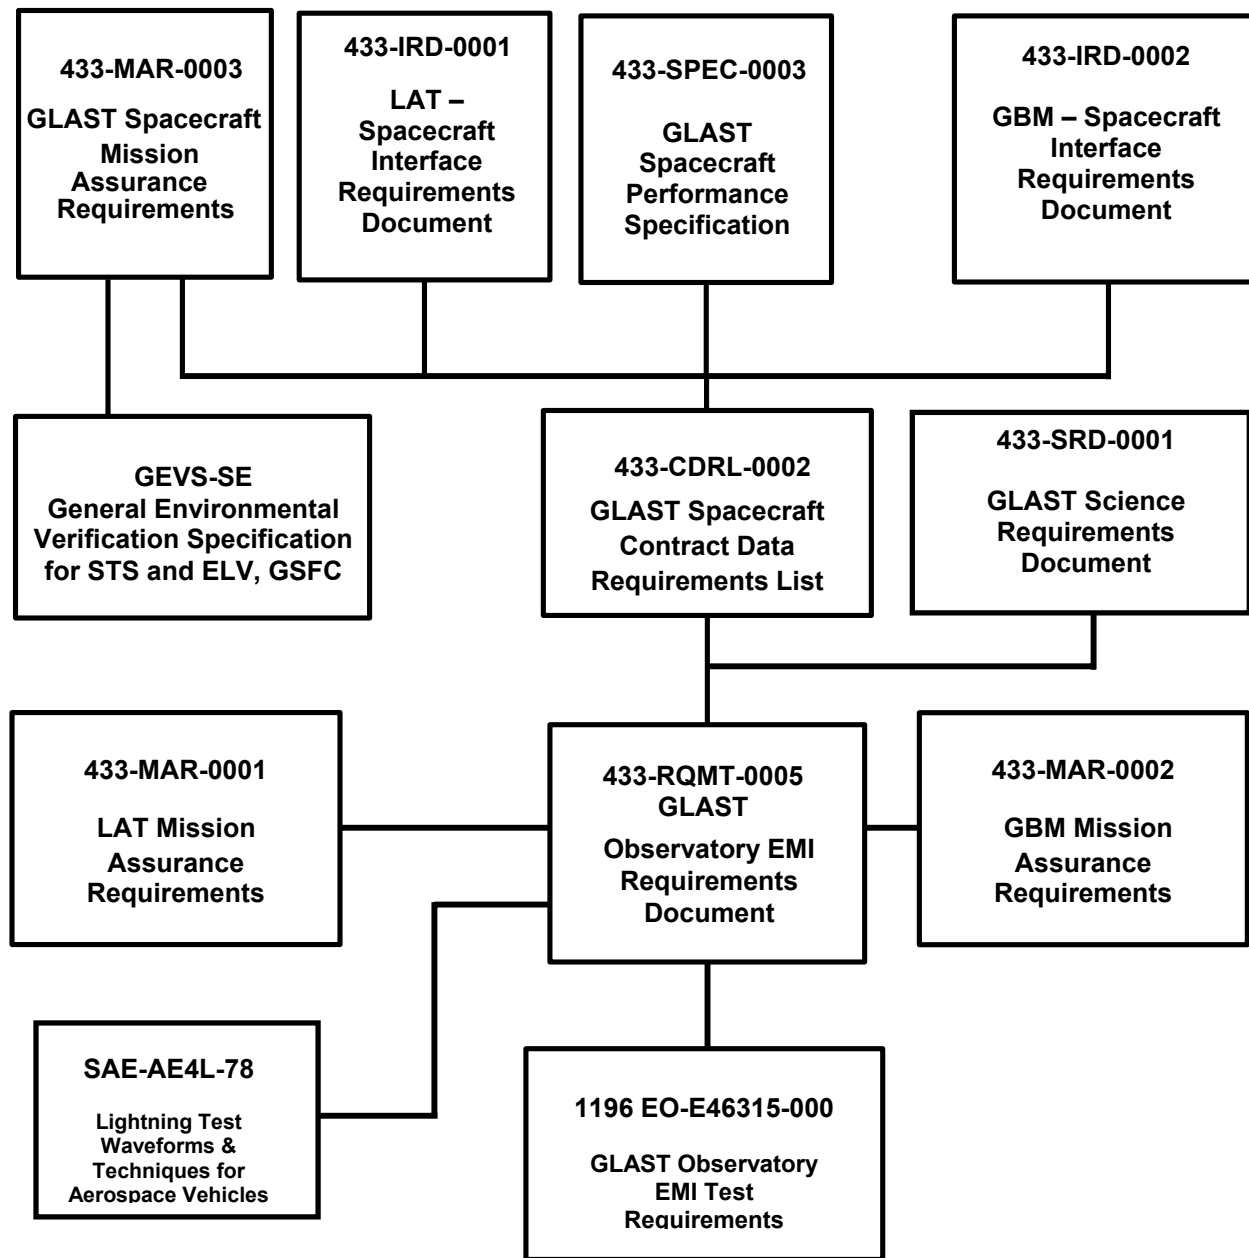 433-MAR-0003
GLAST Spacecraft
Mission
Assurance
Requirements
433-IRD-0001
LAT –
Spacecraft
Interface
Requirements
Document
433-SPEC-0003
GLAST
Spacecraft
Performance
Specification
433-IRD-0002
GBM – Spacecraft
Interface
Requirements
Document
GEVS-SE
General Environmental
Verification Specification
for STS and ELV, GSFC
433-CDRL-0002
GLAST Spacecraft
Contract Data
Requirements List
433-SRD-0001
GLAST Science
Requirements
Document
433-MAR-0001
LAT Mission
Assurance
Requirements
433-RQMT-0005
GLAST
Observatory EMI
Requirements
Document
433-MAR-0002
GBM Mission
Assurance
Requirements
SAE-AE4L-78
Lightning Test
Waveforms &
Techniques for
Aerospace Vehicles
1196 EO-E46315-000
GLAST Observatory
EMI Test
Requirements